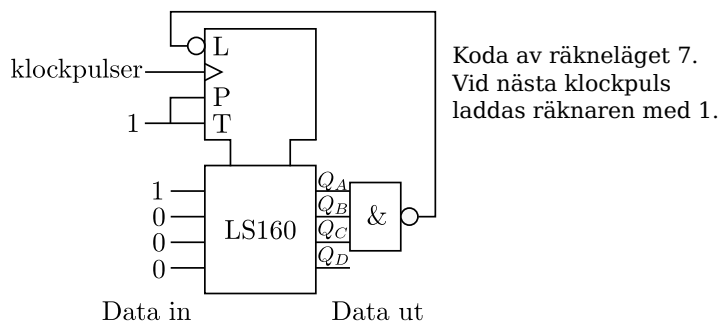 L
klockpulser
P
1 T
Koda av räkneläget 7.
Vid nästa klockpuls
laddas räknaren med 1.
1
0
0
0
LS160
Q_A
Q_B
Q_C
Q_D
&
Data in
Data ut